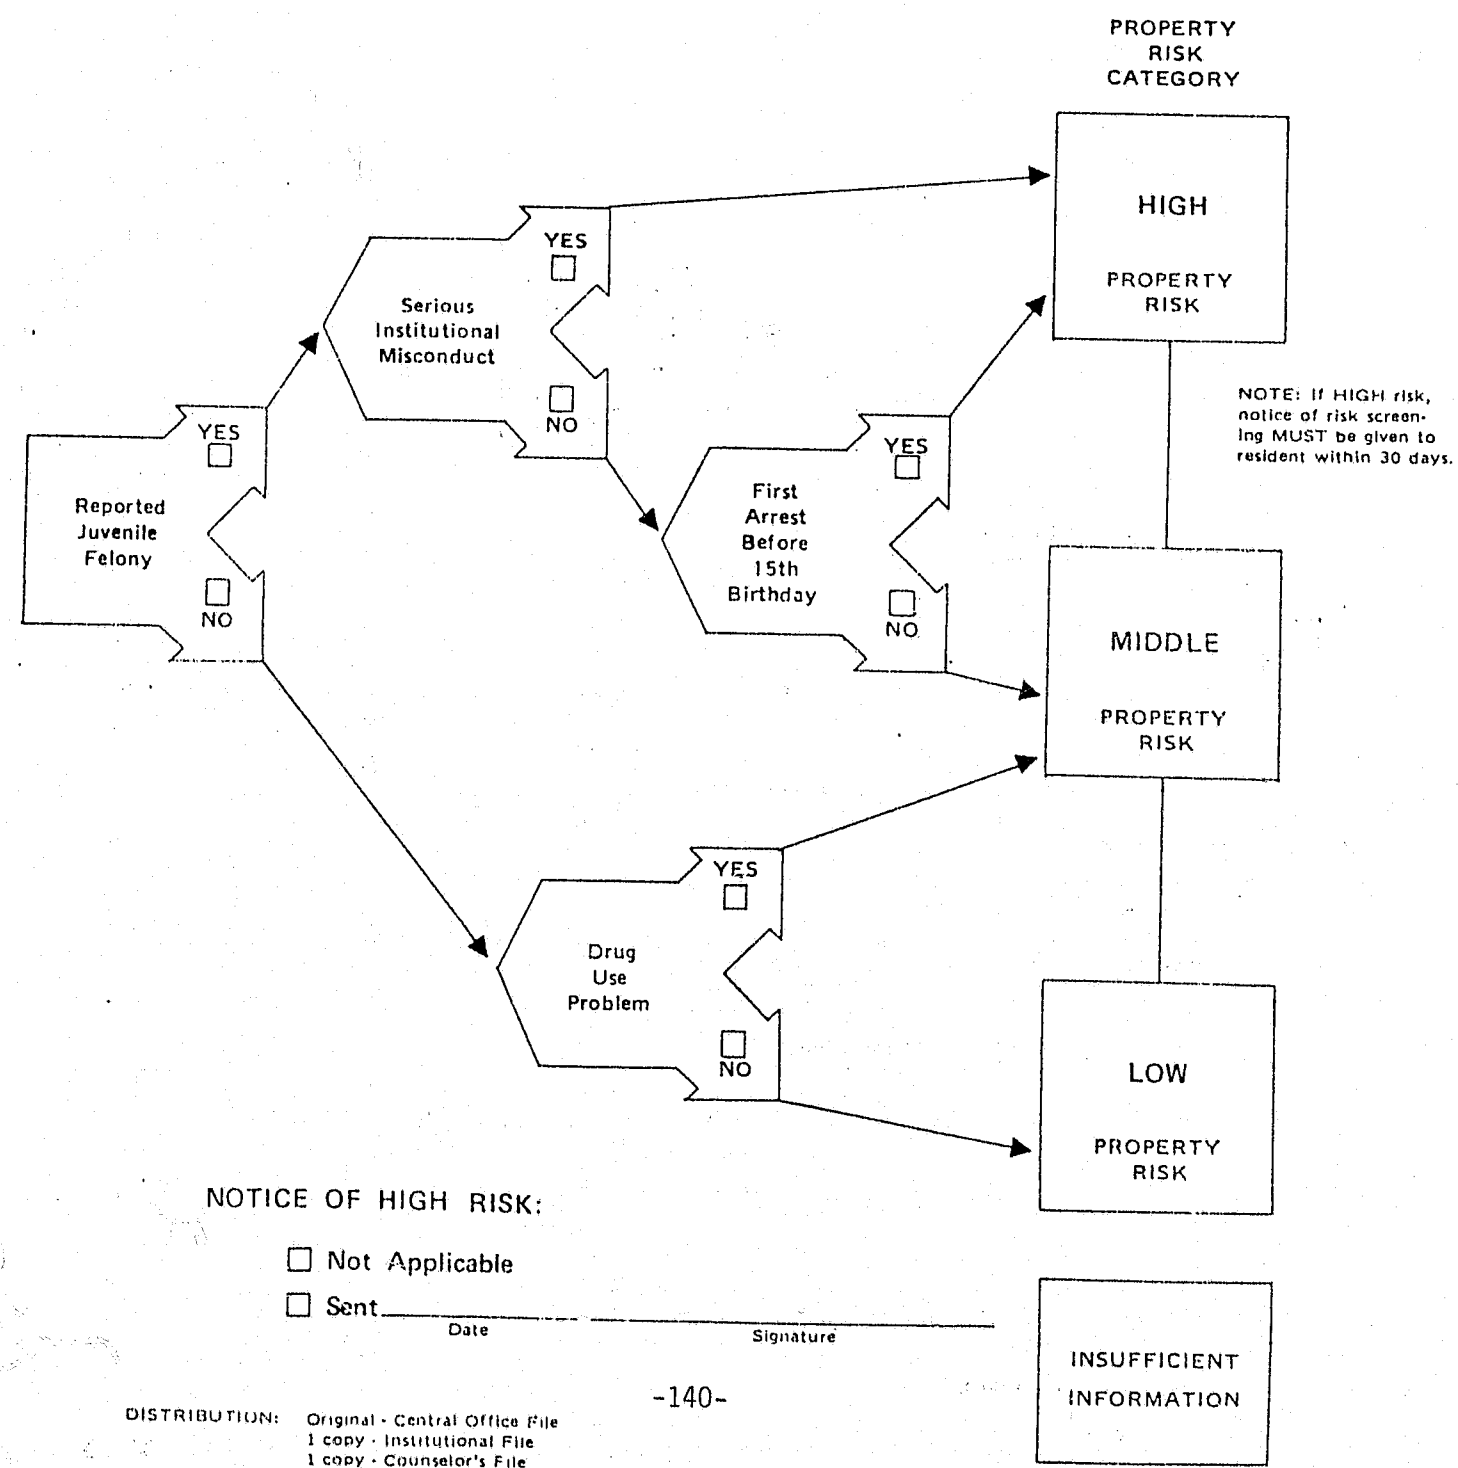 PROPERTY
RISK
CATEGORY
HIGH
PROPERTY
RISK
NOTE: If HIGH risk,
notice of risk screen-
ing MUST be given to
resident within 30 days.
YES
Serious
Institutional
Misconduct
NO
YES
Reported
Juvenile
Felony
NO
YES
First
Arrest
Before
15th
Birthday
NO
MIDDLE
PROPERTY
RISK
YES
Drug
Use
Problem
NO
LOW
PROPERTY
RISK
NOTICE OF HIGH RISK:
Not Applicable
Sent
Date Signature
INSUFFICIENT
INFORMATION
-140-
DISTRIBUTION: Original - Central Office File
1 copy - Institutional File
1 copy - Counselor's File